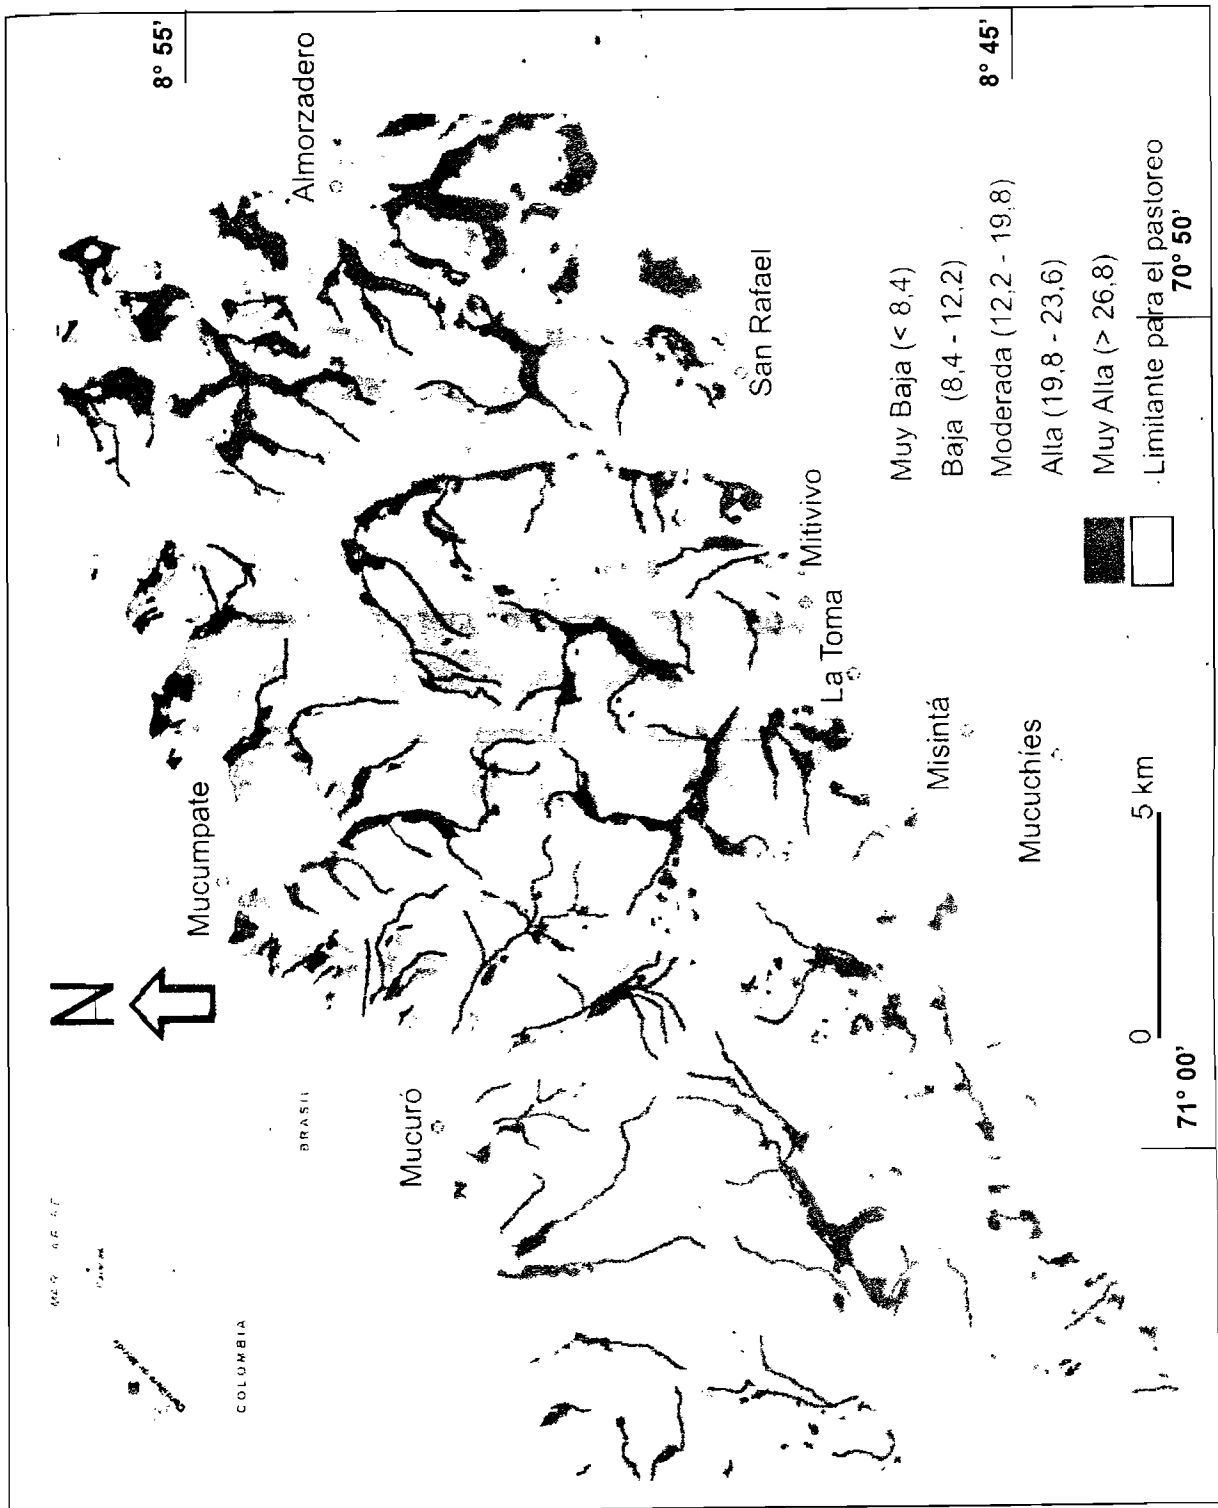 N
MAR
COLOMBIA
BRASIL
8° 55'
8° 45'
Almorzadero
Mucumpate
Mucuró
San Rafael
Mitivivo
La Toma
Misintá
Mucuchíes
Muy Baja (< 8,4)
Baja (8,4 - 12,2)
Moderada (12,2 - 19,8)
Alta (19,8 - 23,6)
Muy Alta (> 26,8)
Limitante para el pastoreo
0 5 km
71° 00'
70° 50'